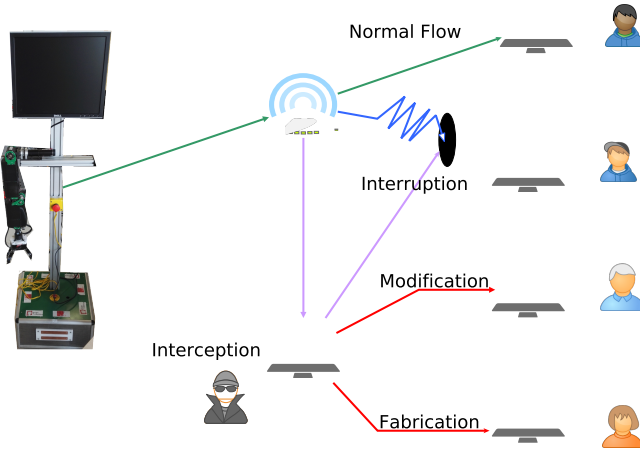 Normal Flow
Interruption
Modification
Interception
Fabrication